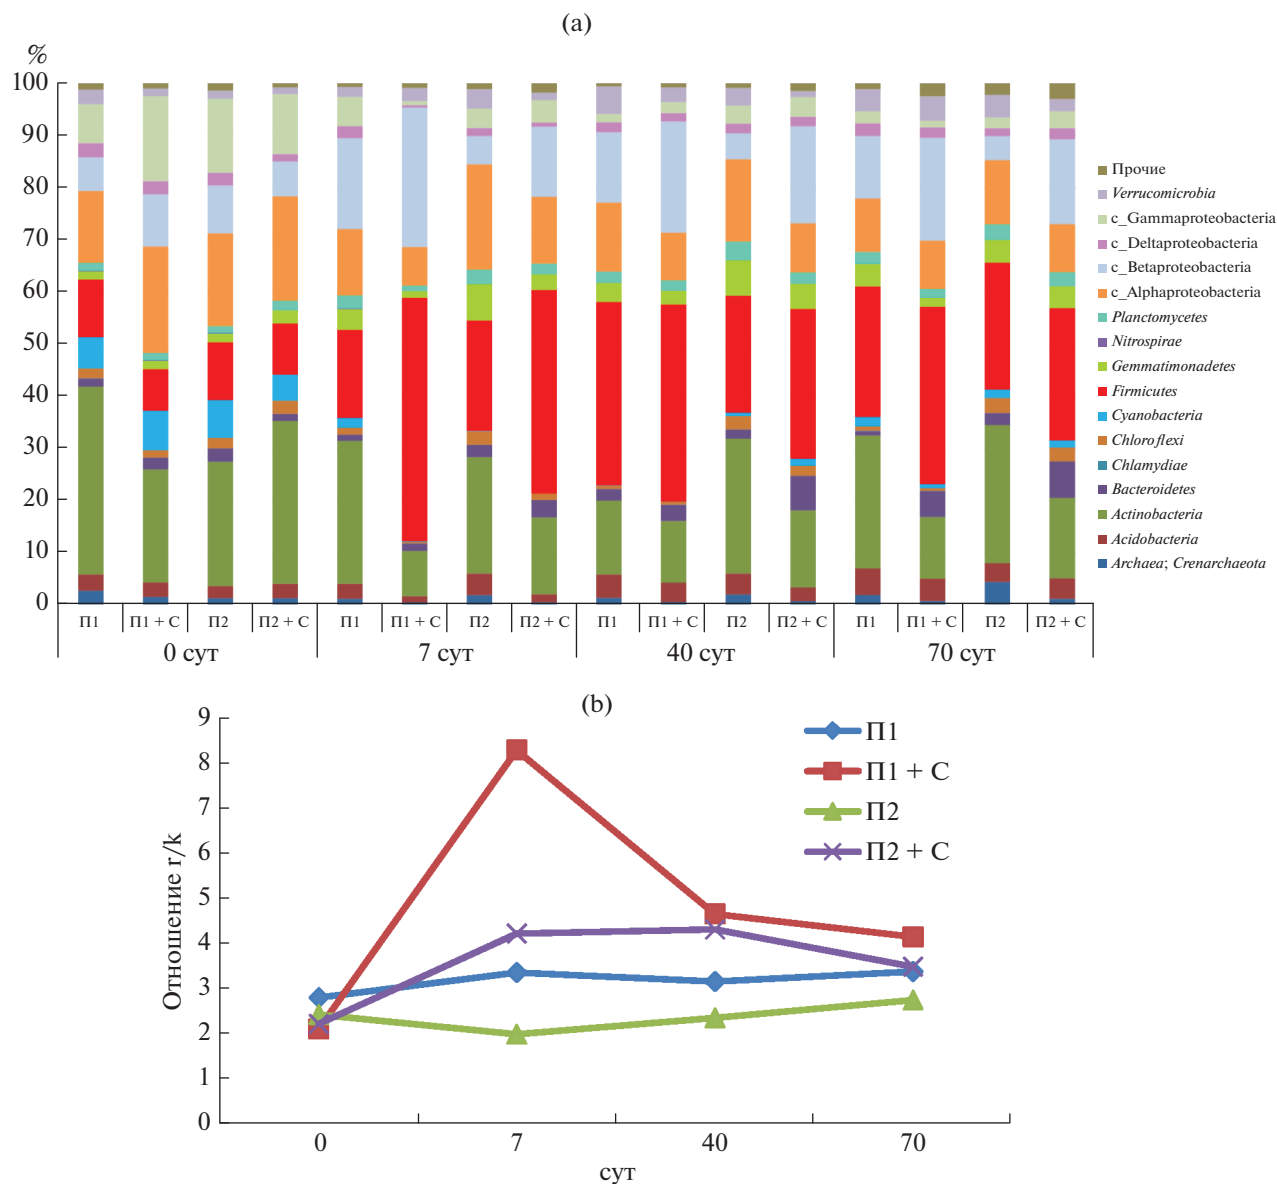 (a)
%
100
90
80
70
60
50
40
30
20
10
0
П1 П1 + С П2 П2 + С П1 П1 + С П2 П2 + С П1 П1 + С П2 П2 + С П1 П1 + С П2 П2 + С
0 сут 7 сут 40 сут 70 сут
Прочие
Verrucomicrobia
c_Gammaproteobacteria
c_Deltaproteobacteria
c_Betaproteobacteria
c_Alphaproteobacteria
Planctomycetes
Nitrospirae
Gemmatimonadetes
Firmicutes
Cyanobacteria
Chloroflexi
Chlamydiae
Bacteroidetes
Actinobacteria
Acidobacteria
Archaea; Crenarchaeota
(b)
Отношение r/k
9
8
7
6
5
4
3
2
1
0
0 7 40 70
сут
П1
П1 + С
П2
П2 + С